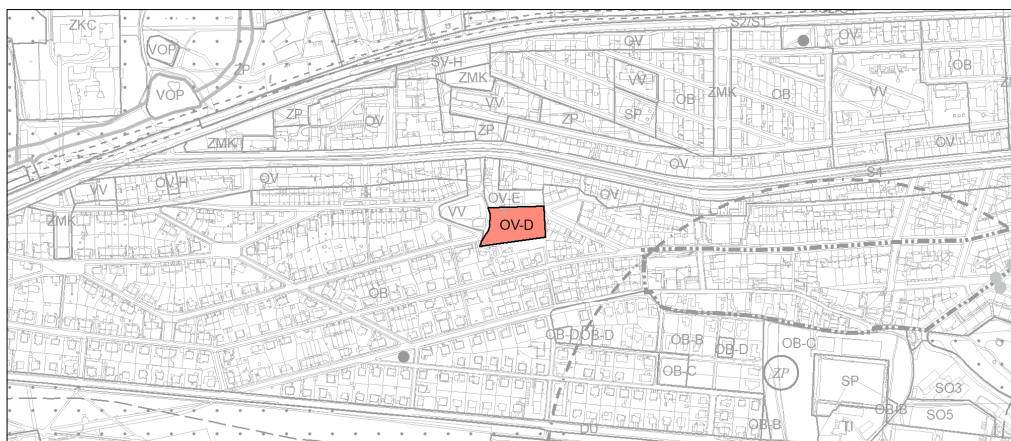 ZKC
S2/S1
VOP
OV
OV
ZP
SV-H
OB
ZMK
VV
VOP
VV
ZMK
OB
VV
OB
ZP
OV
ZP
ZP
SP
ZMK
OV
OV
S4
VV
OV-H
OV
OV
OV-E
ZMK
VV
OV-D
OB
OB-D
OB-D
OB-B
OB-D
OB-C
OB-C
ZP
SP
SO3
OB-B
SO5
OB-B
TI
DU